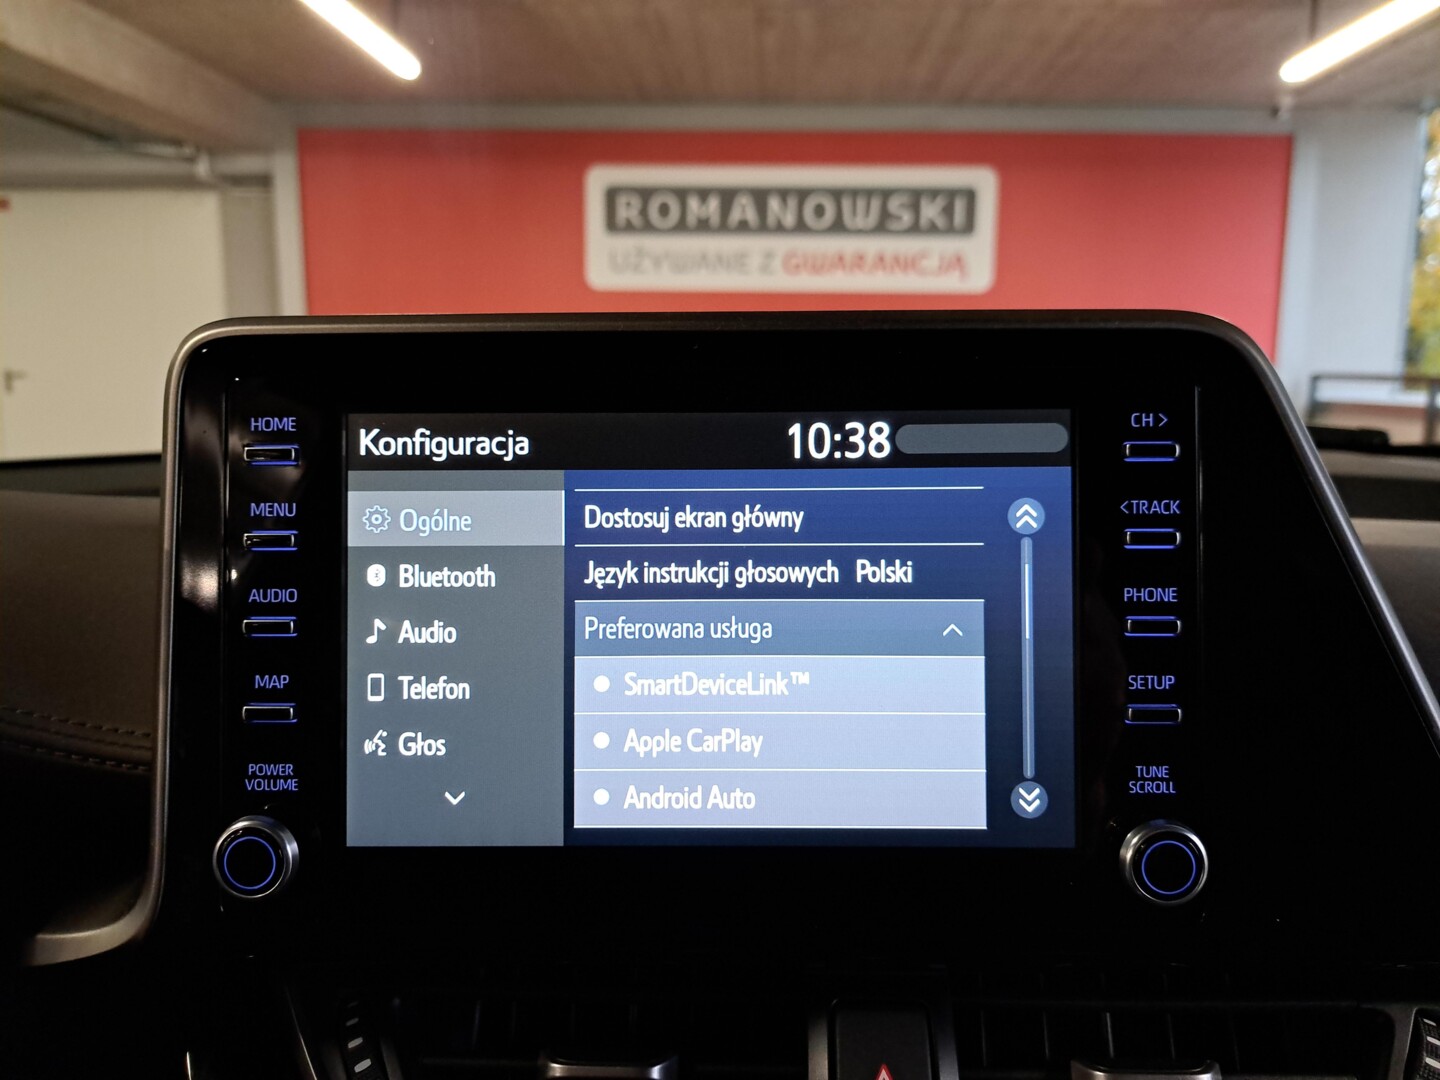 ROMANOWSKI
UŻYWANE Z GWARANCJĄ
HOME
MENU
AUDIO
MAP
POWER
VOLUME
Konfiguracja 10:38
Ogólne
Bluetooth
Audio
Telefon
Głos
Dostosuj ekran główny
Język instrukcji głosowych Polski
Preferowana usługa
SmartDeviceLink™
Apple CarPlay
Android Auto
CH >
<TRACK
PHONE
SETUP
TUNE
SCROLL